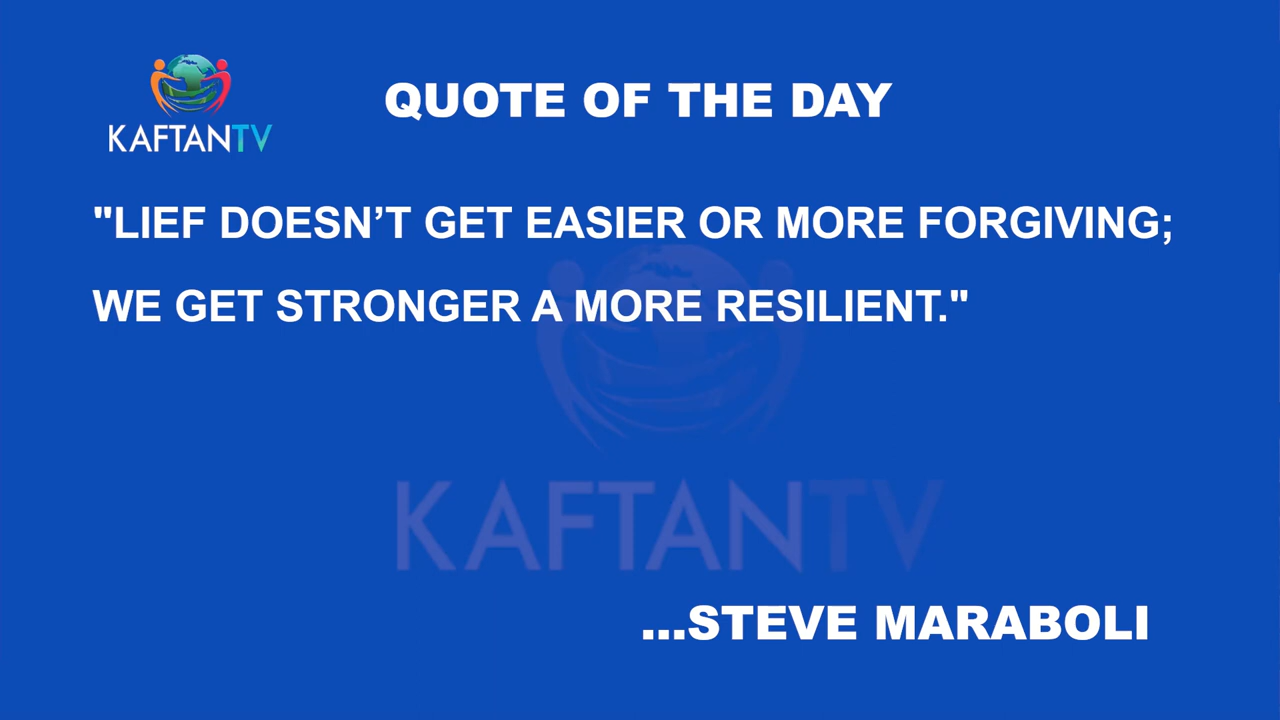 KAFTANTV
QUOTE OF THE DAY
"LIEF DOESN’T GET EASIER OR MORE FORGIVING;
WE GET STRONGER A MORE RESILIENT."
KAFTANTV
...STEVE MARABOLI